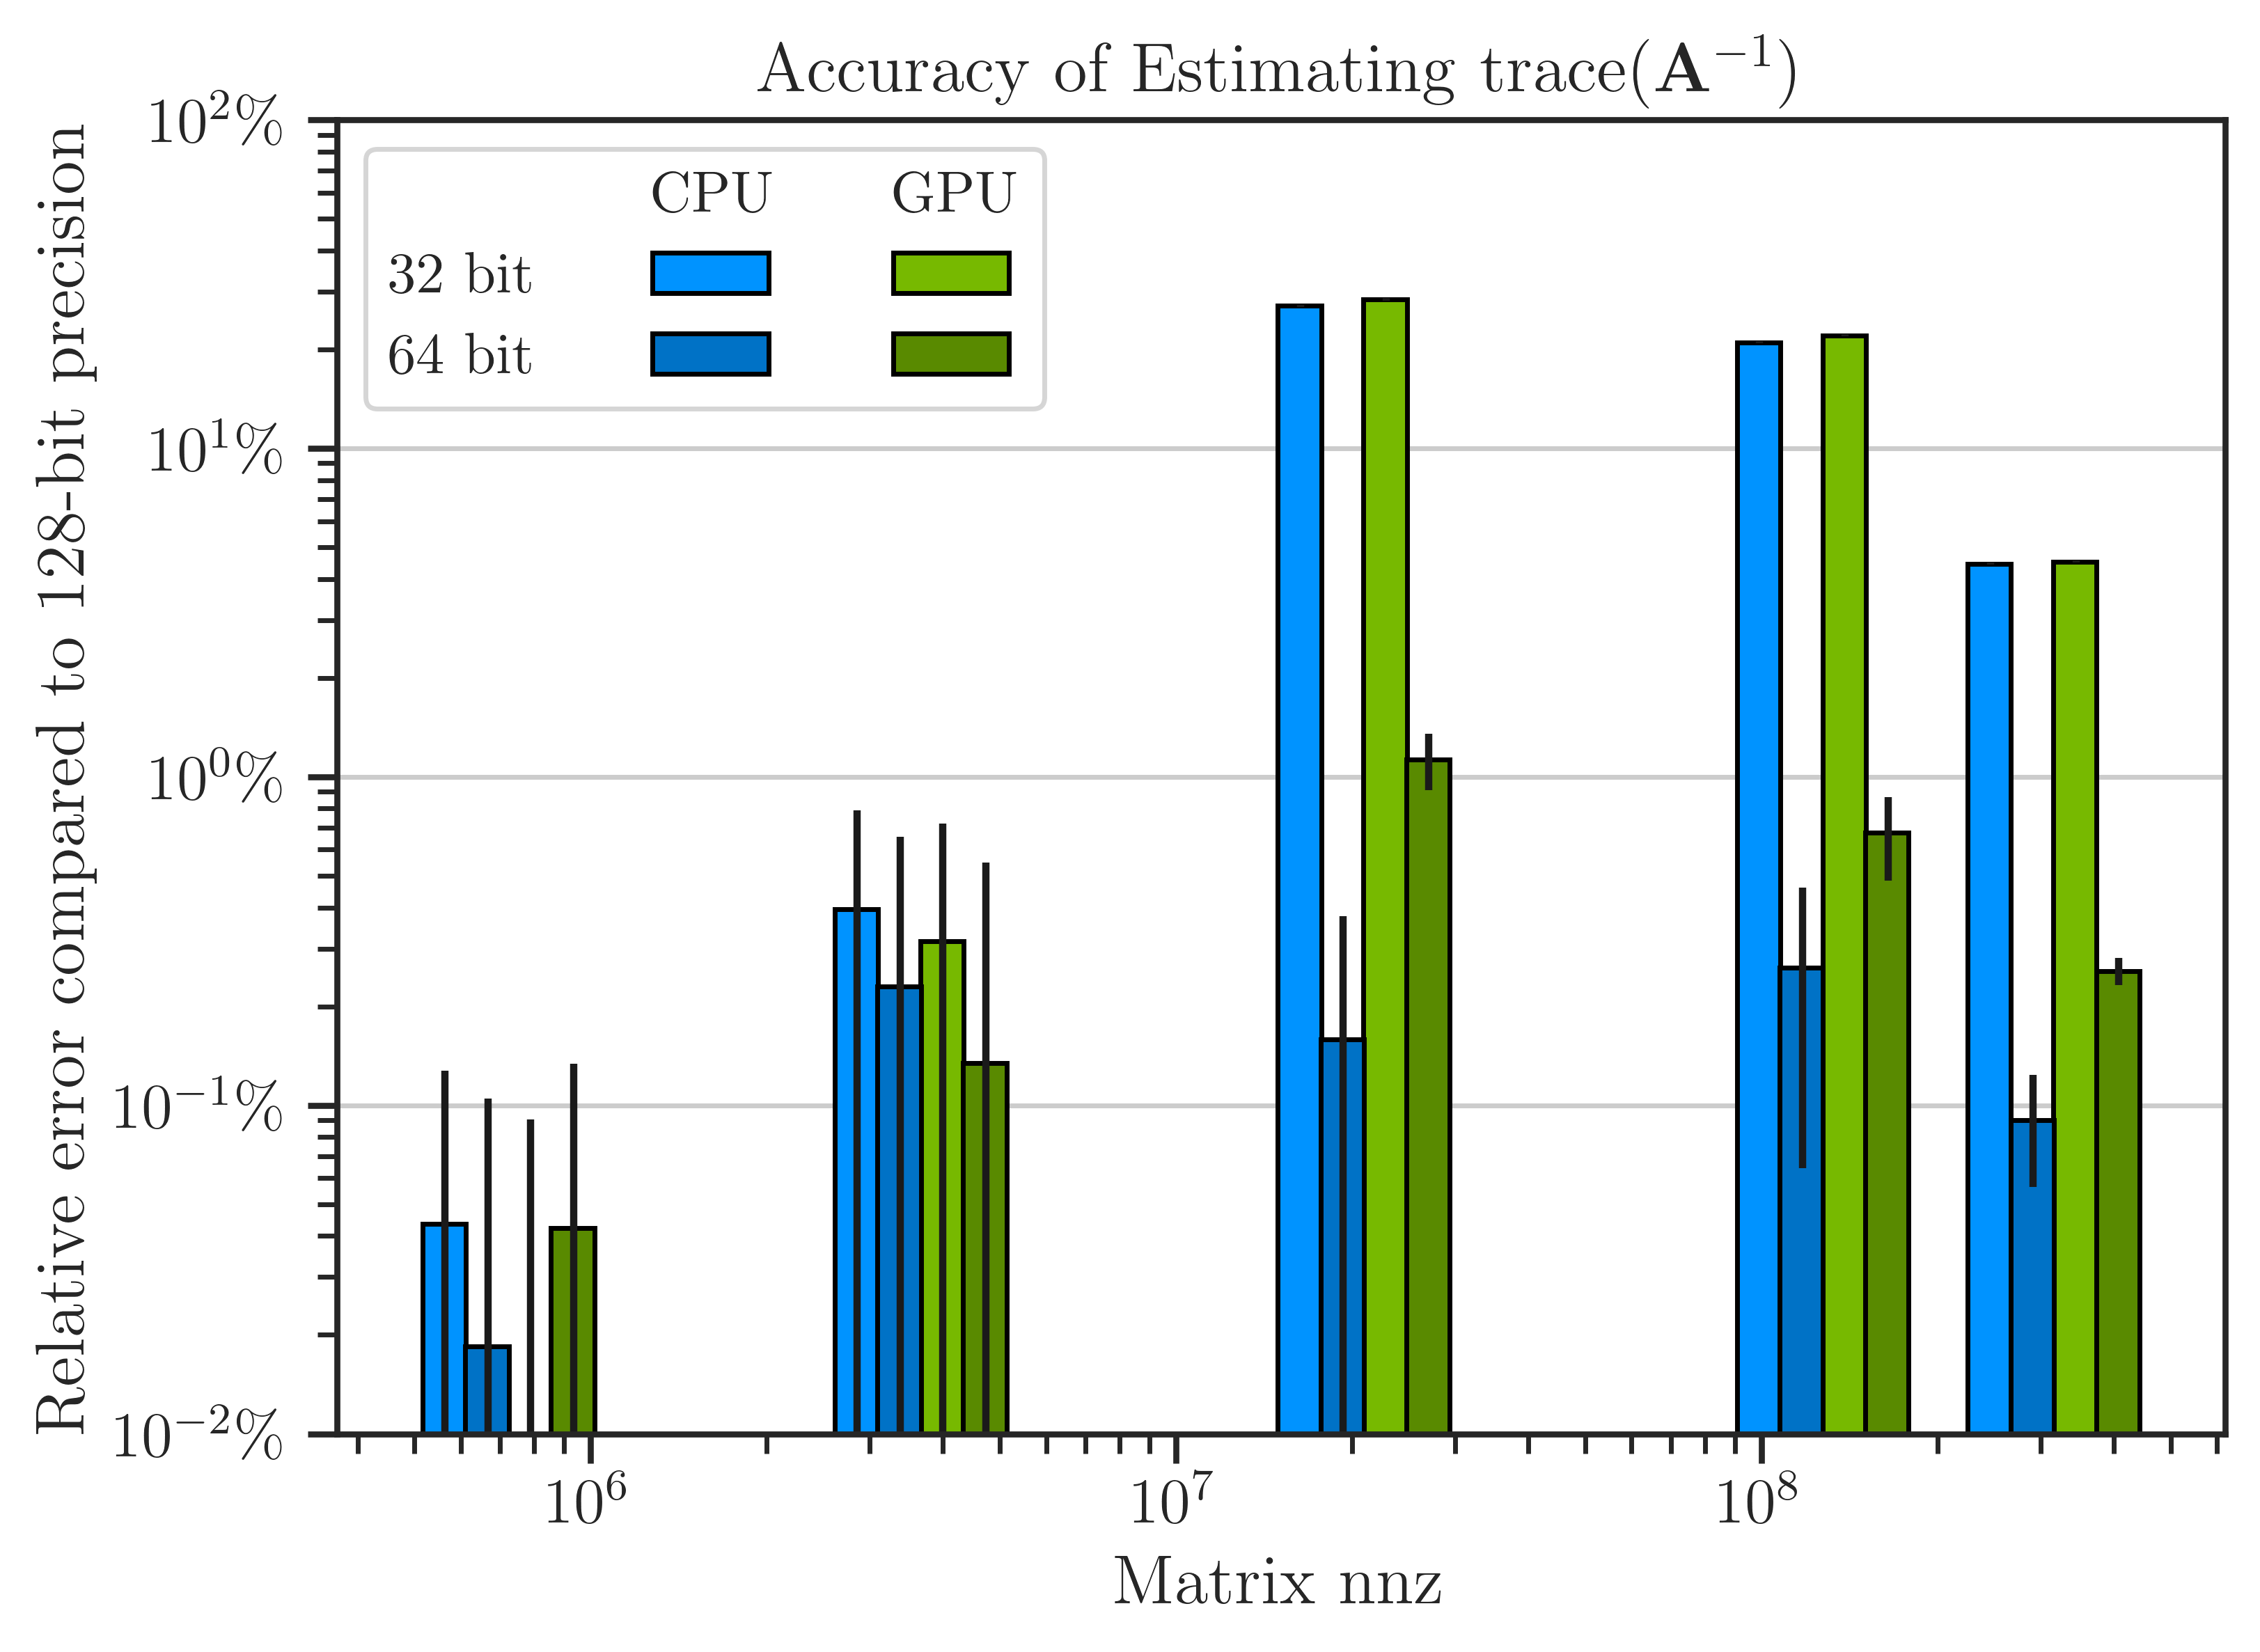 Accuracy of Estimating trace(A⁻¹)
Relative error compared to 128-bit precision
10²%
10¹%
10⁰%
10⁻¹%
10⁻²%
CPU GPU
32 bit
64 bit
10⁶ 10⁷ 10⁸
Matrix nnz